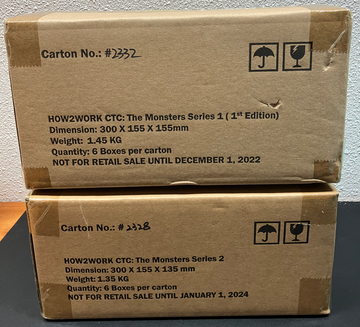 Carton No.: #2332
HOW2WORK CTC: The Monsters Series 1 ( 1st Edition)
Dimension: 300 X 155 X 155mm
Weight: 1.45 KG
Quantity: 6 Boxes per carton
NOT FOR RETAIL SALE UNTIL DECEMBER 1, 2022
Carton No.: # 2328
HOW2WORK CTC: The Monsters Series 2
Dimension: 300 X 155 X 135 mm
Weight: 1.35 KG
Quantity: 6 Boxes per carton
NOT FOR RETAIL SALE UNTIL JANUARY 1, 2024